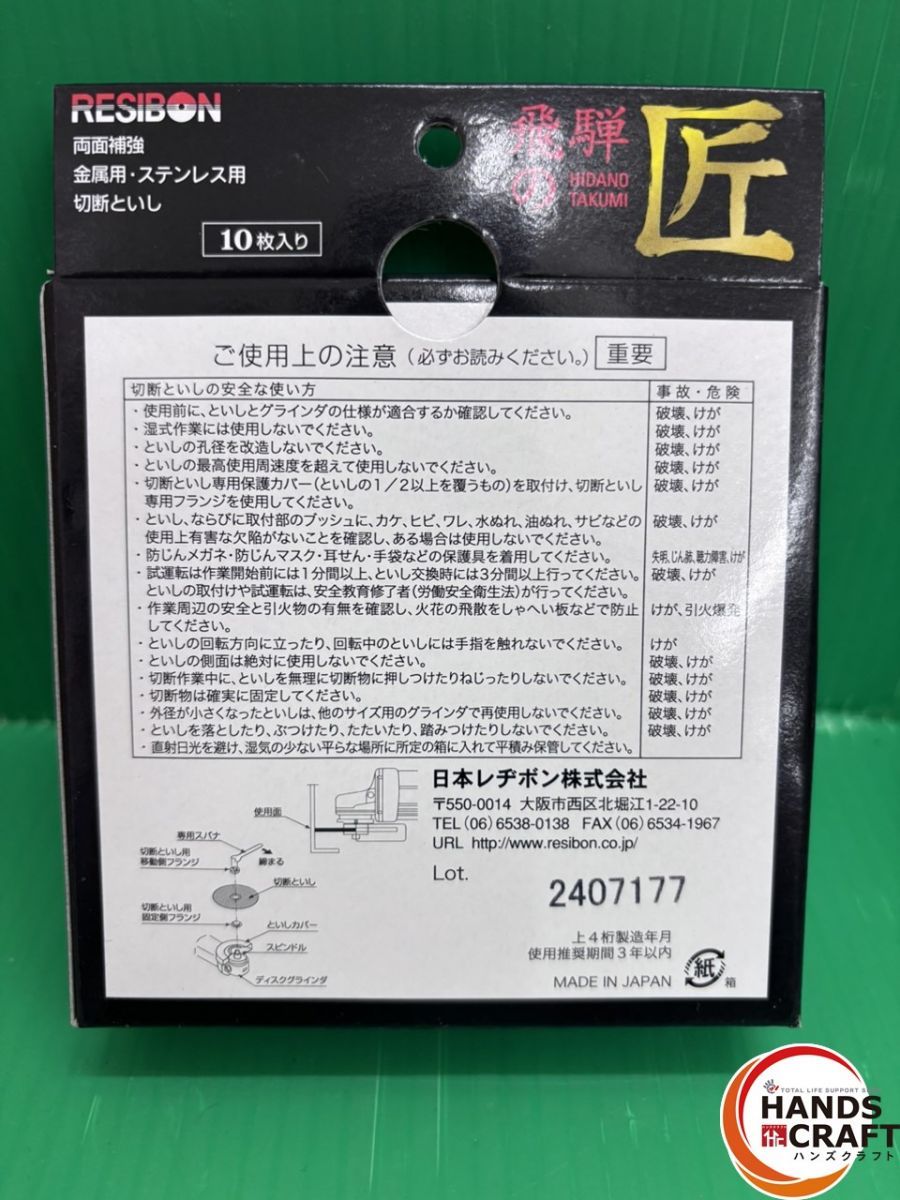 RESIBON
両面補強
金属用・ステンレス用
切断といし
10枚入り
飛騨の
HIDANO
TAKUMI
匠
ご使用上の注意(必ずお読みください。) 重要
切断といしの安全な使い方 事故・危険
・使用前に、といしとグラインダの仕様が適合するか確認してください。 破壊、けが
・湿式作業には使用しないでください。 破壊、けが
・といしの孔径を改造しないでください。 破壊、けが
・といしの最高使用周速度を超えて使用しないでください。 破壊、けが
・切断といし専用保護カバー(といしの1/2以上を覆うもの)を取付け、切断といし 破壊、けが
専用フランジを使用してください。
・といし、ならびに取付部のブッシュに、カケ、ヒビ、ワレ、水ぬれ、油ぬれ、サビなどの 破壊、けが
使用上有害な欠陥がないことを確認し、ある場合は使用しないでください。
・防じんメガネ・防じんマスク・耳せん・手袋などの保護具を着用してください。 失明、じん肺、聴力障害、けが
・試運転は作業開始前には1分間以上、といし交換時には3分間以上行ってください。 破壊、けが
といしの取付けや試運転は、安全教育修了者(労働安全衛生法)が行ってください。
・作業周辺の安全と引火物の有無を確認し、火花の飛散をしゃへい板などで防止 けが、引火爆発
してください。
・といしの回転方向に立ったり、回転中のといしには手指を触れないでください。 けが
・といしの側面は絶対に使用しないでください。 破壊、けが
・切断作業中に、といしを無理に切断物に押しつけたりねじったりしないでください。 破壊、けが
・切断物は確実に固定してください。 破壊、けが
・外径が小さくなったといしは、他のサイズ用のグラインダで再使用しないでください。 破壊、けが
・といしを落としたり、ぶつけたり、たたいたり、踏みつけたりしないでください。 破壊、けが
・直射日光を避け、湿気の少ない平らな場所に所定の箱に入れて平積み保管してください。
使用面
専用スパナ
締まる
切断といし用
移動側フランジ
切断といし
切断といし用
固定側フランジ
といしカバー
スピンドル
ディスクグラインダ
日本レヂボン株式会社
〒550-0014 大阪市西区北堀江1-22-10
TEL(06)6538-0138 FAX(06)6534-1967
URL http://www.resibon.co.jp/
Lot.
2407177
上4桁製造年月
使用推奨期間3年以内
MADE IN JAPAN
紙
箱
TOTAL LIFE SUPPORT
HANDS
CRAFT
ハンズクラフト